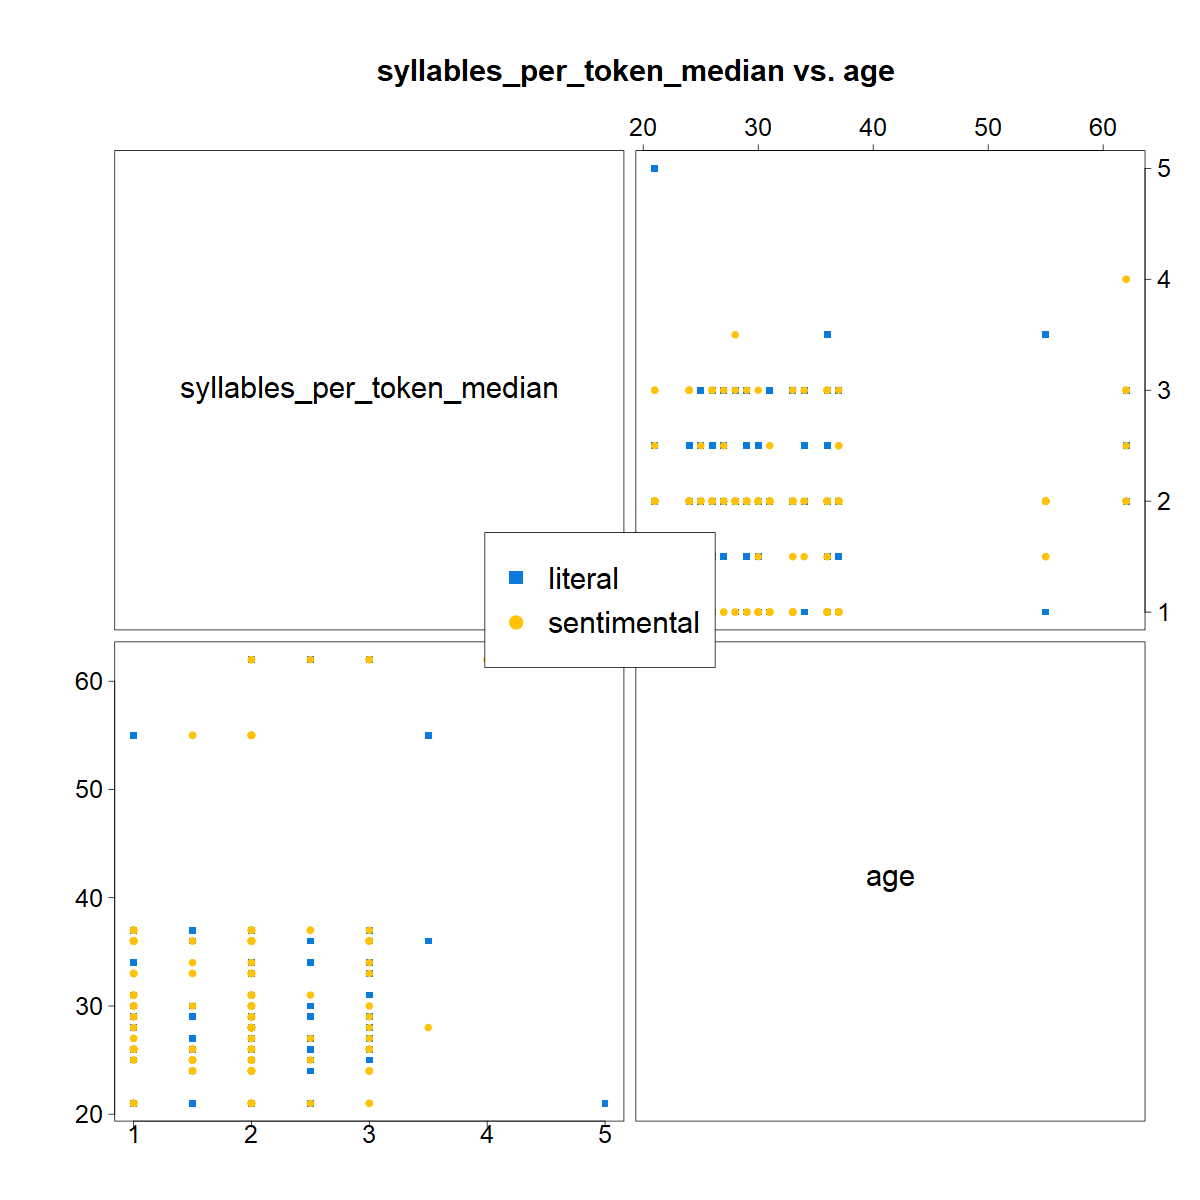 syllables_per_token_median vs. age
20 30 40 50 60
5
4
3
2
1
syllables_per_token_median
literal
sentimental
60
50
40
30
20
age
1 2 3 4 5